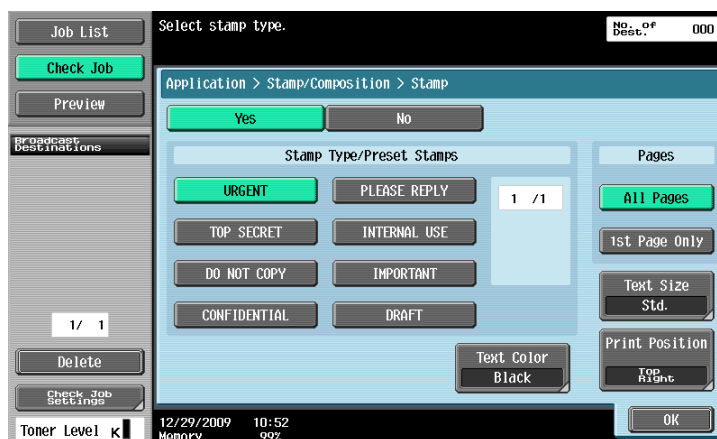 Job List
Check Job
Preview
Broadcast
Destinations
1/ 1
Delete
Check Job
Settings
Toner Level K
Select stamp type.
No. of
Dest. 000
Application > Stamp/Composition > Stamp
Yes No
Stamp Type/Preset Stamps
URGENT PLEASE REPLY
1 /1
TOP SECRET INTERNAL USE
DO NOT COPY IMPORTANT
CONFIDENTIAL DRAFT
Pages
All Pages
1st Page Only
Text Size
Std.
Text Color
Black
Print Position
Top
Right
12/29/2009 10:52
Memory 99%
OK